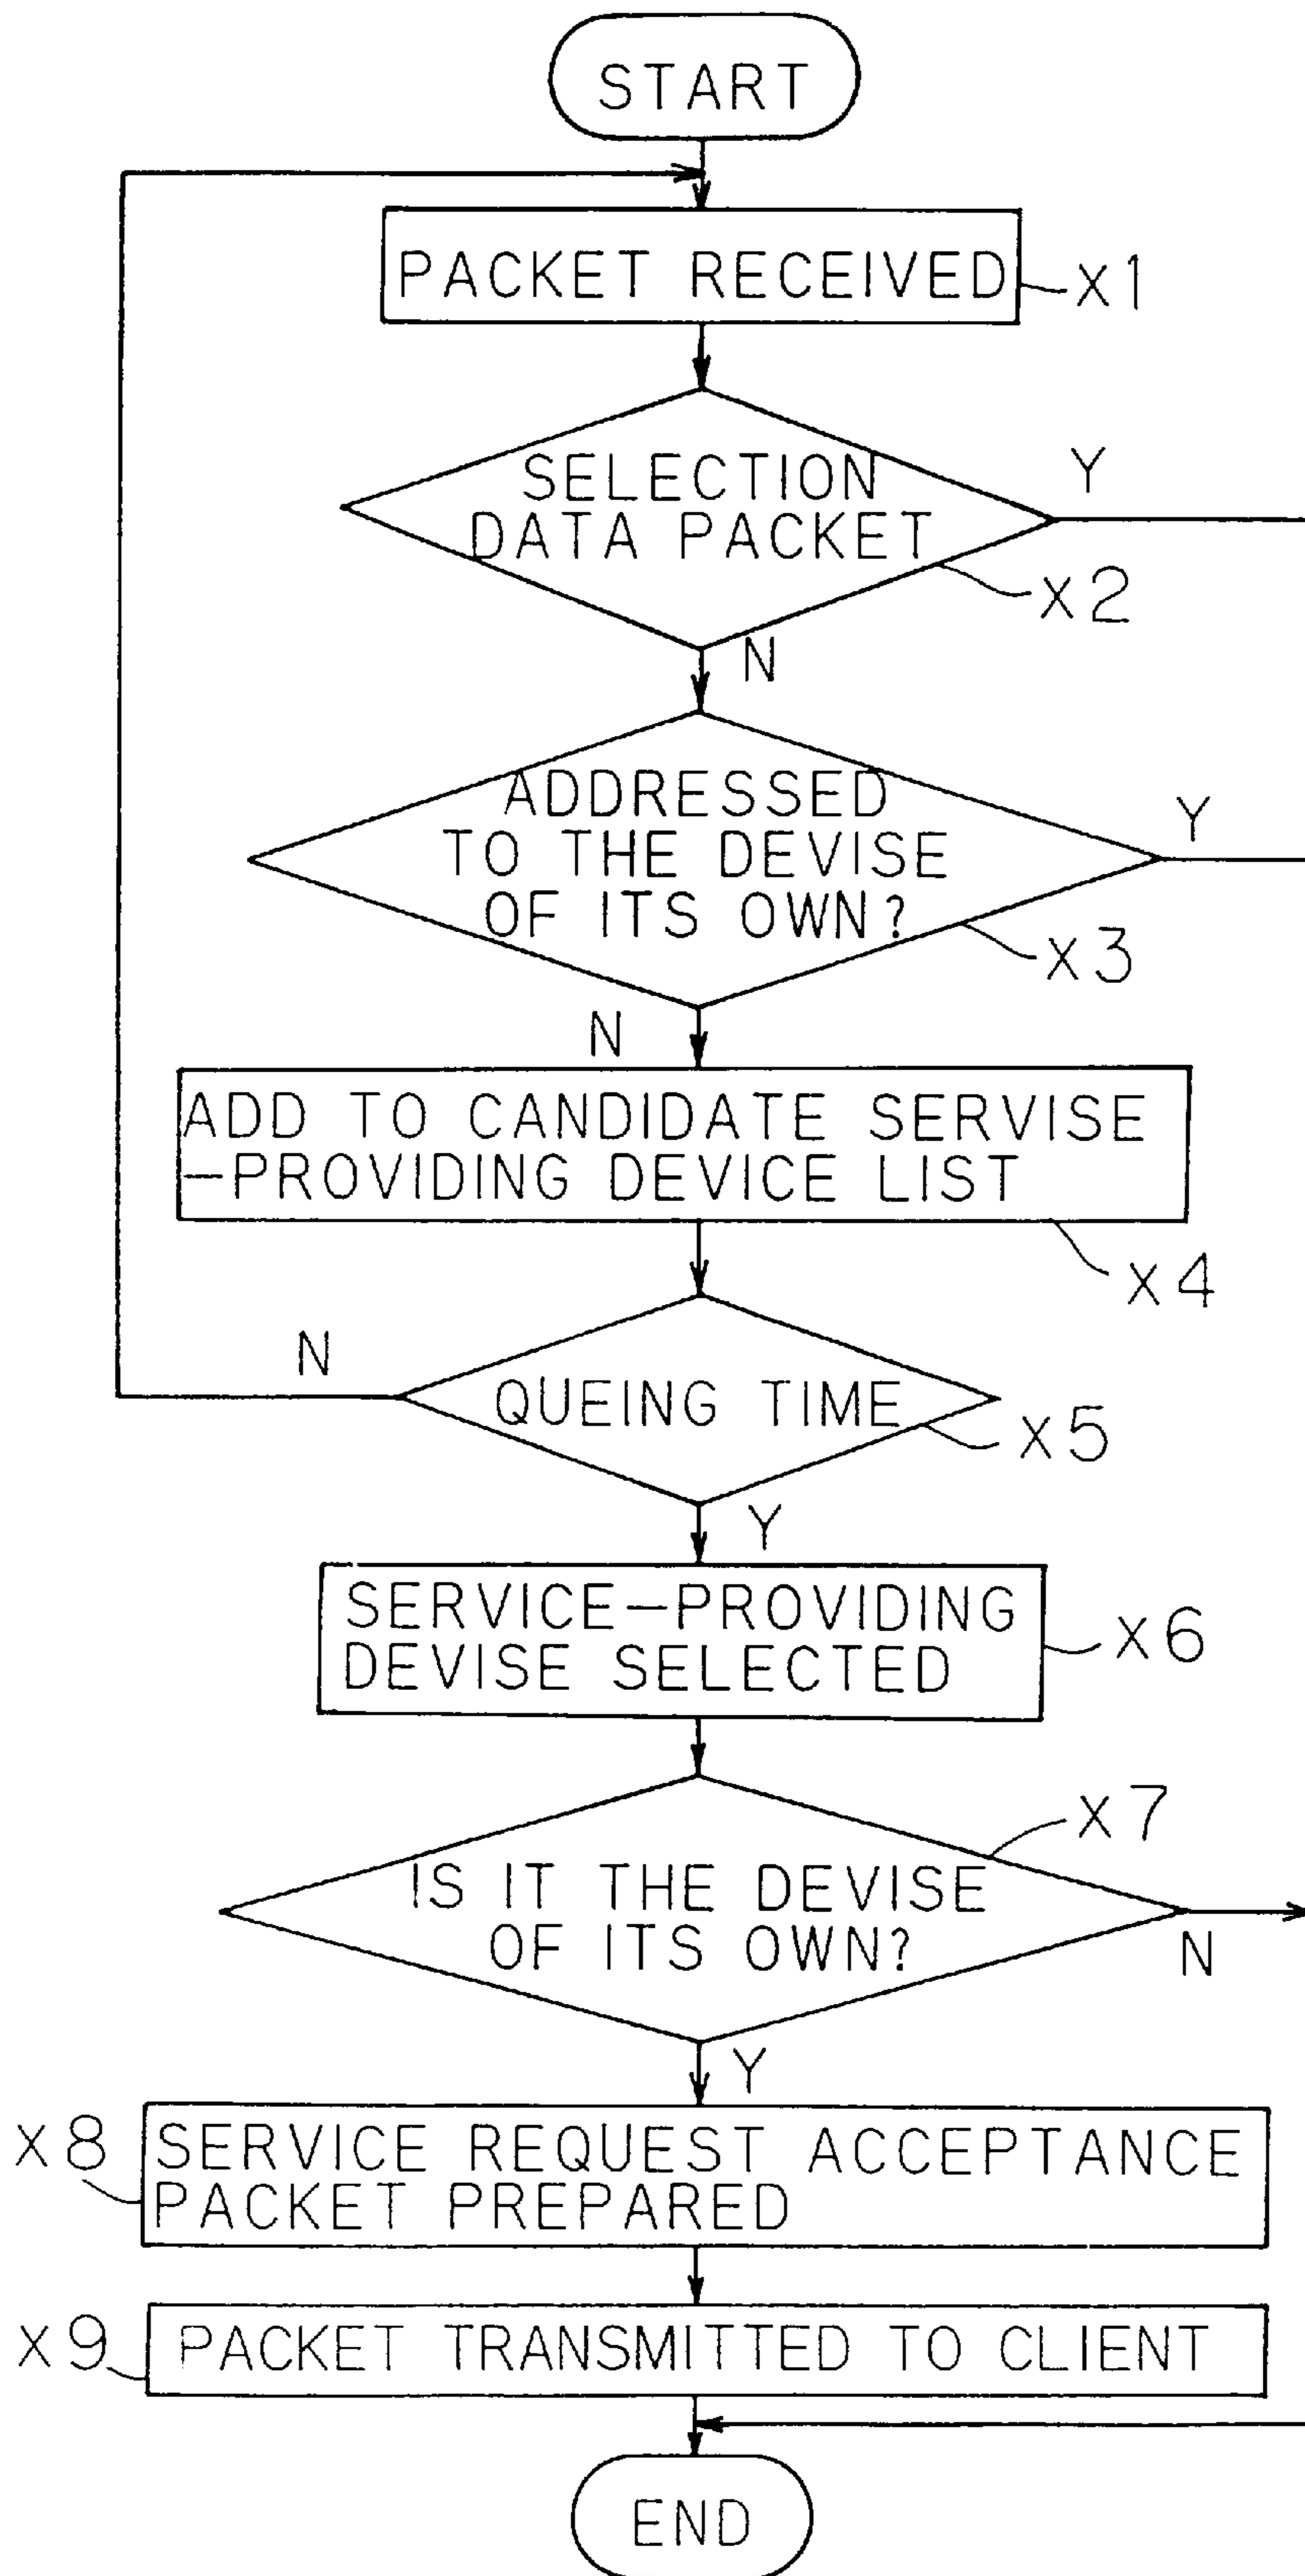 START
PACKET RECEIVED
X1
SELECTION
DATA PACKET
Y
X2
N
ADDRESSED
TO THE DEVISE
OF ITS OWN?
Y
X3
N
ADD TO CANDIDATE SERVISE
-PROVIDING DEVICE LIST
X4
N
QUEING TIME
X5
Y
SERVICE-PROVIDING
DEVISE SELECTED
X6
X7
IS IT THE DEVISE
OF ITS OWN?
N
Y
X8
SERVICE REQUEST ACCEPTANCE
PACKET PREPARED
X9
PACKET TRANSMITTED TO CLIENT
END